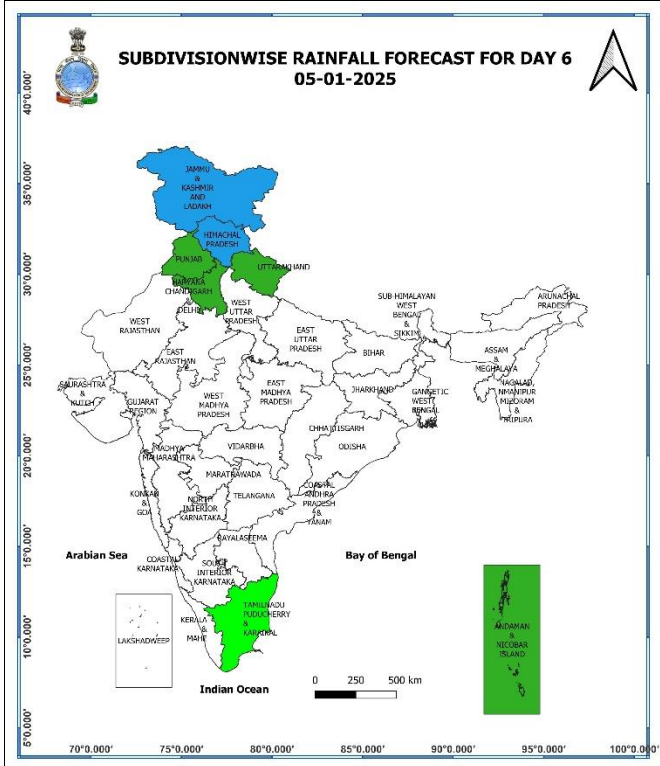 SUBDIVISIONWISE RAINFALL FORECAST FOR DAY 6
05-01-2025
40°0.000'
35°0.000'
30°0.000'
25°0.000'
20°0.000'
15°0.000'
10°0.000'
5°0.000'
JAMMU
&
KASHMIR
AND
LADAKH
HIMACHAL
PRADESH
PUNJAB
UTTARAKHAND
HARYANA
CHANDIGARH
&
DELHI
WEST
UTTAR
PRADESH
WEST
RAJASTHAN
EAST
RAJASTHAN
EAST
UTTAR
PRADESH
SUB HIMALAYAN
WEST
BENGAL
&
SIKKIM
ARUNACHAL
PRADESH
BIHAR
ASSAM
&
MEGHALAYA
NAGALAD,
NMANIPUR
MIZORAM
&
TRIPURA
SAURASHTRA
&
KUTCH
GUJARAT
REGION
WEST
MADHYA
PRADESH
EAST
MADHYA
PRADESH
JHARKHAND
GANGETIC
WEST
BENGAL
CHHATTISGARH
ODISHA
MADHYA
MAHARASHTRA
VIDARBHA
MARATHAWADA
TELANGANA
KONKAN
&
GOA
NORTH
INTERIOR
KARNATAKA
COASTAL
ANDHRA
PRADESH
&
YANAM
RAYALASEEMA
Arabian Sea
Bay of Bengal
COASTAL
KARNATAKA
SOUTH
INTERIOR
KARNATAKA
TAMILNADU
PUDUCHERRY
&
KARAIKAL
KERALA
&
MAHE
LAKSHADWEEP
ANDAMAN
&
NICOBAR
ISLAND
Indian Ocean
0 250 500 km
70°0.000' 75°0.000' 80°0.000' 85°0.000' 90°0.000' 95°0.000' 100°0.000'